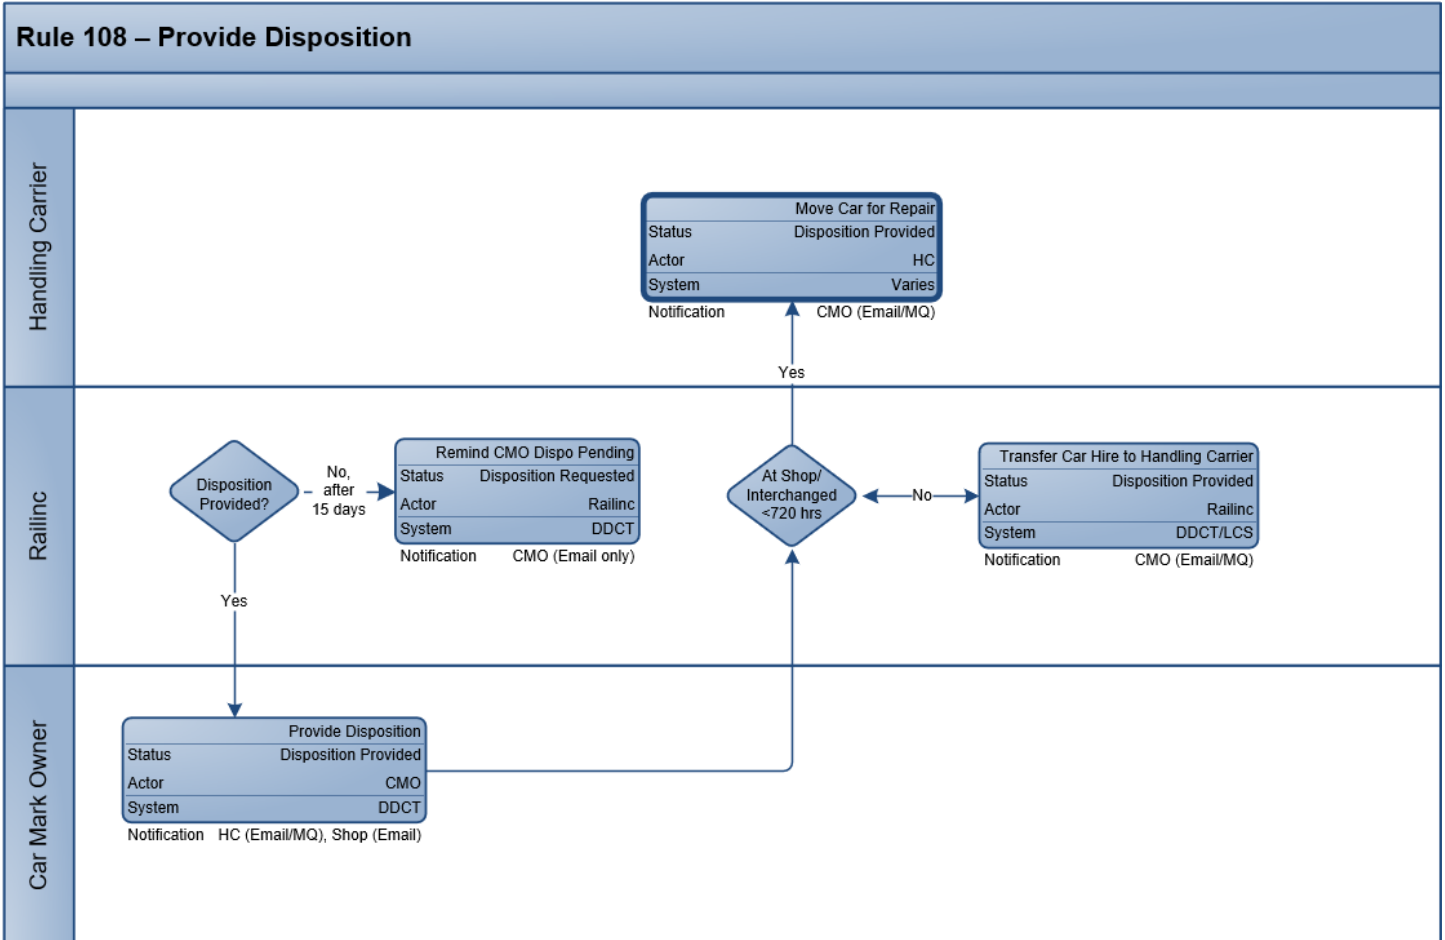 Rule 108 – Provide Disposition
Handling Carrier
Move Car for Repair
Status Disposition Provided
Actor HC
System Varies
Notification CMO (Email/MQ)
Yes
Railinc
Disposition
Provided?
No,
after
15 days
Remind CMO Dispo Pending
Status Disposition Requested
Actor Railinc
System DDCT
Notification CMO (Email only)
At Shop/
Interchanged
<720 hrs
No
Transfer Car Hire to Handling Carrier
Status Disposition Provided
Actor Railinc
System DDCT/LCS
Notification CMO (Email/MQ)
Yes
Car Mark Owner
Provide Disposition
Status Disposition Provided
Actor CMO
System DDCT
Notification HC (Email/MQ), Shop (Email)